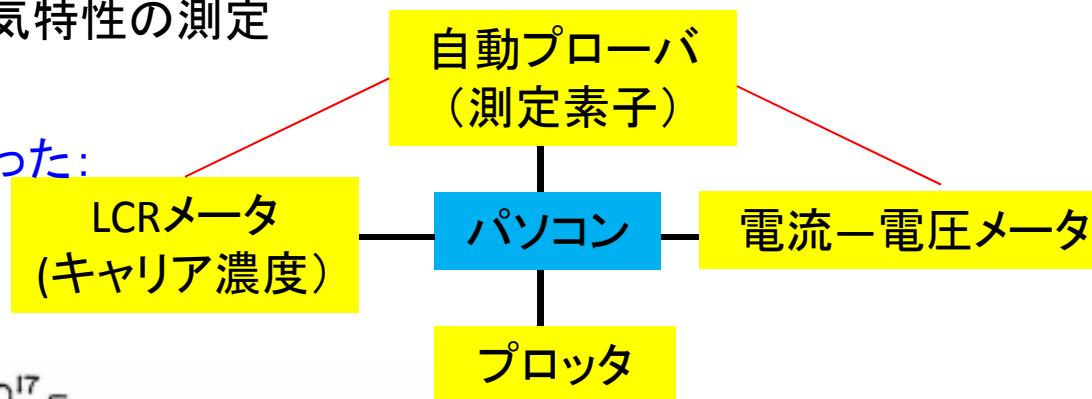 気特性の測定
自動プローバ
（測定素子）
った：
LCRメータ
(キャリア濃度）
パソコン
電流－電圧メータ
プロッタ